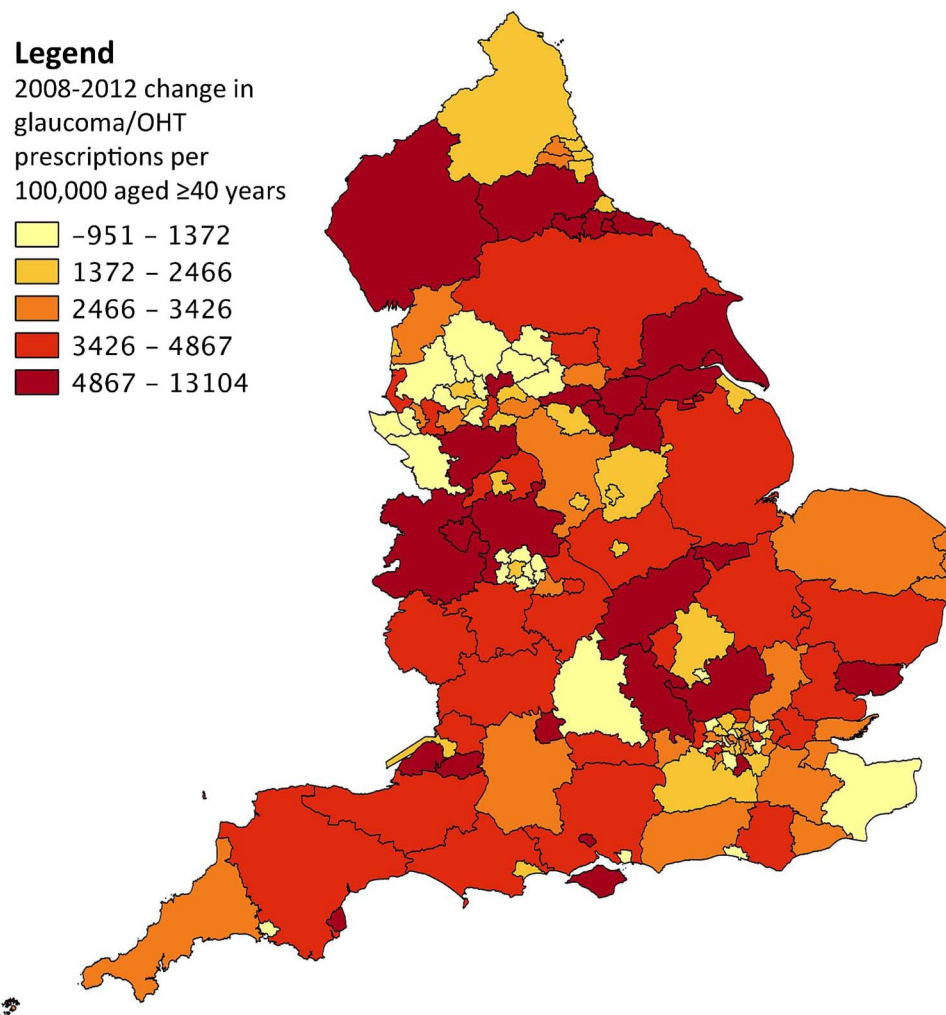 Legend
2008-2012 change in
glaucoma/OHT
prescriptions per
100,000 aged ≥40 years
−951 – 1372
1372 – 2466
2466 – 3426
3426 – 4867
4867 – 13104